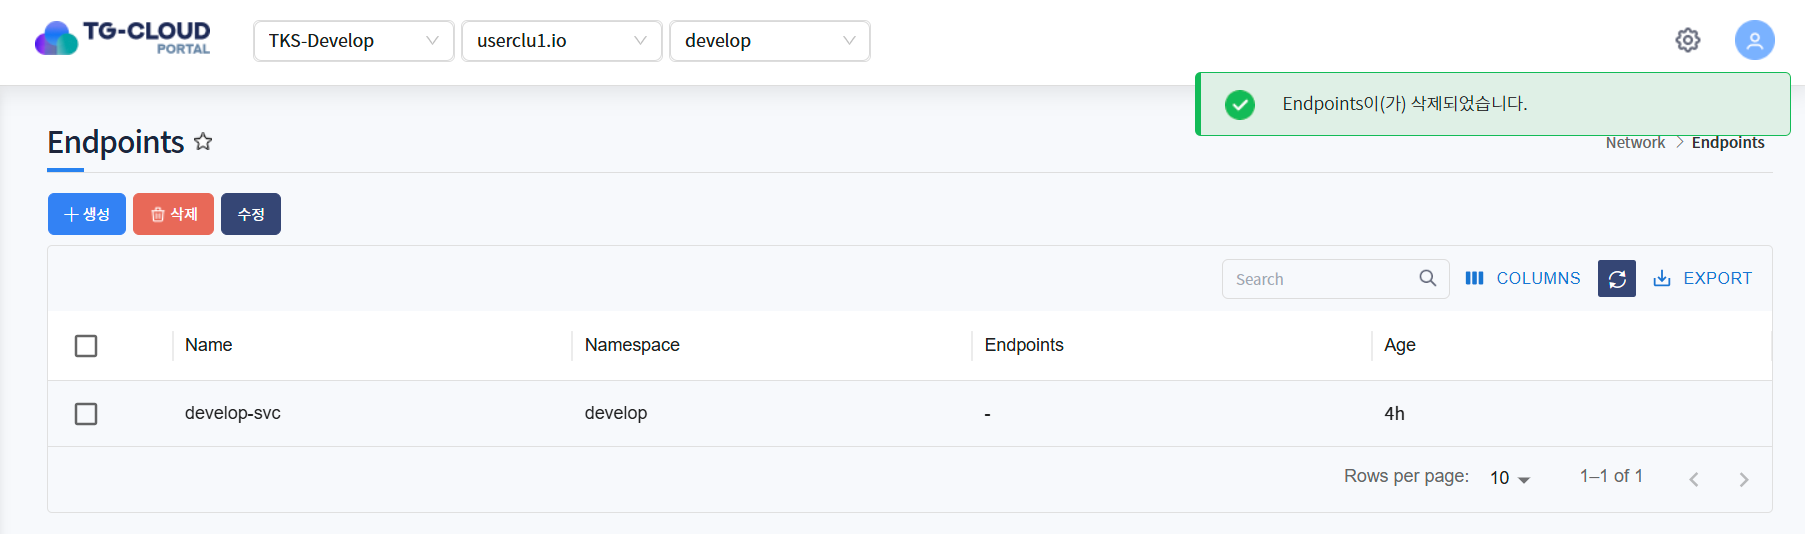 TG-CLOUD
PORTAL
TKS-Develop
userclu1.io
develop
Endpoints이(가) 삭제되었습니다.
Endpoints
Network > Endpoints
생성
삭제
수정
Search
COLUMNS
EXPORT
Name Namespace Endpoints Age
develop-svc develop - 4h
Rows per page: 10 1–1 of 1